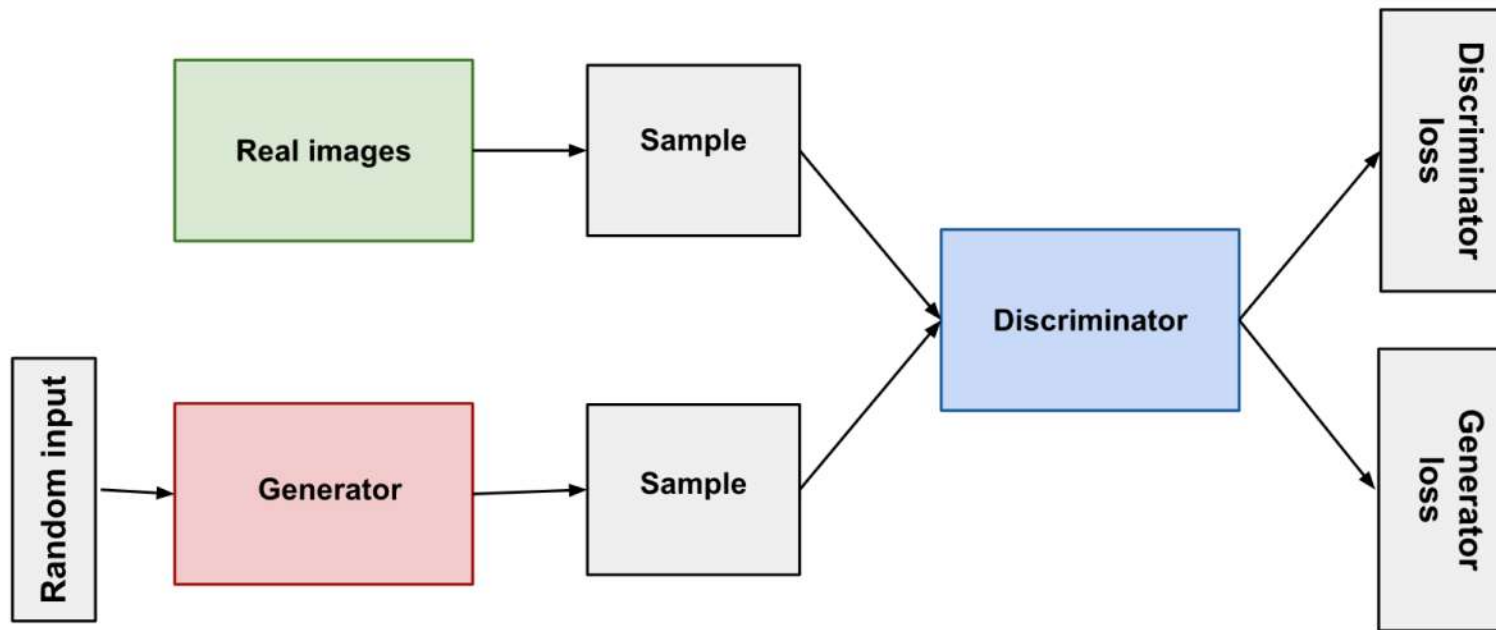 Real images
Sample
Discriminator
loss
Discriminator
Random input
Generator
Sample
Generator
loss